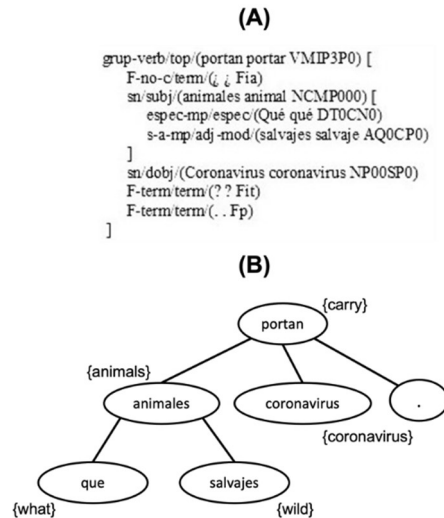 (A)
grup-verb/top/(portan portar VMIP3P0) [
F-no-c/term/(¿ ¿ Fia)
sn/subj/(animales animal NCMP000) [
espec-mp/espec/(Qué qué DT0CN0)
s-a-mp/adj-mod/(salvajes salvaje AQ0CP0)
]
sn/dobj/(Coronavirus coronavirus NP00SP0)
F-term/term/(? ? Fit)
F-term/term/(. . Fp)
]
(B)
{carry}
portan
{animals}
animales
coronavirus
.
{coronavirus}
que
salvajes
{what}
{wild}